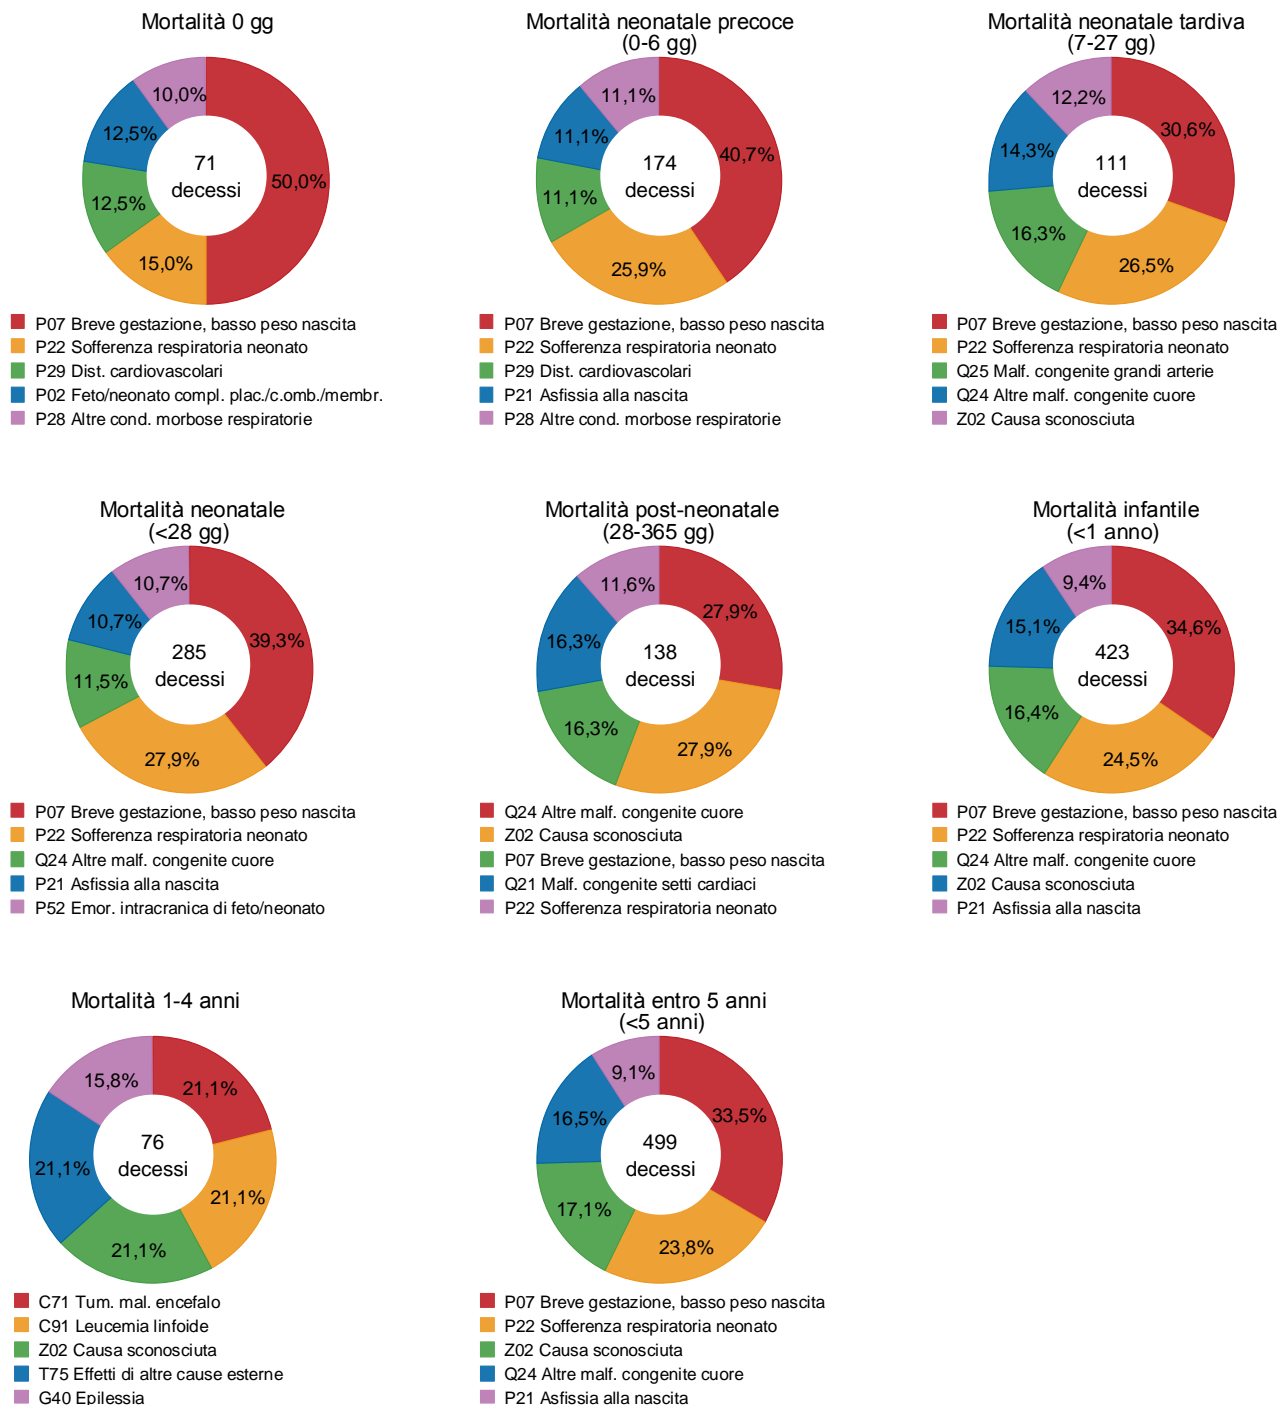 Mortalità 0 gg
10,0%
12,5%
12,5%
15,0%
50,0%
71
decessi
P07 Breve gestazione, basso peso nascita
P22 Sofferenza respiratoria neonato
P29 Dist. cardiovascolari
P02 Feto/neonato compl. plac./c.omb./membr.
P28 Altre cond. morbose respiratorie
Mortalità neonatale precoce
(0-6 gg)
11,1%
11,1%
11,1%
25,9%
40,7%
174
decessi
P07 Breve gestazione, basso peso nascita
P22 Sofferenza respiratoria neonato
P29 Dist. cardiovascolari
P21 Asfissia alla nascita
P28 Altre cond. morbose respiratorie
Mortalità neonatale tardiva
(7-27 gg)
12,2%
14,3%
16,3%
26,5%
30,6%
111
decessi
P07 Breve gestazione, basso peso nascita
P22 Sofferenza respiratoria neonato
Q25 Malf. congenite grandi arterie
Q24 Altre malf. congenite cuore
Z02 Causa sconosciuta
Mortalità neonatale
(<28 gg)
10,7%
10,7%
11,5%
27,9%
39,3%
285
decessi
P07 Breve gestazione, basso peso nascita
P22 Sofferenza respiratoria neonato
Q24 Altre malf. congenite cuore
P21 Asfissia alla nascita
P52 Emor. intracranica di feto/neonato
Mortalità post-neonatale
(28-365 gg)
11,6%
16,3%
16,3%
27,9%
27,9%
138
decessi
Q24 Altre malf. congenite cuore
Z02 Causa sconosciuta
P07 Breve gestazione, basso peso nascita
Q21 Malf. congenite setti cardiaci
P22 Sofferenza respiratoria neonato
Mortalità infantile
(<1 anno)
9,4%
15,1%
16,4%
24,5%
34,6%
423
decessi
P07 Breve gestazione, basso peso nascita
P22 Sofferenza respiratoria neonato
Q24 Altre malf. congenite cuore
Z02 Causa sconosciuta
P21 Asfissia alla nascita
Mortalità 1-4 anni
15,8%
21,1%
21,1%
21,1%
21,1%
76
decessi
C71 Tum. mal. encefalo
C91 Leucemia linfoide
Z02 Causa sconosciuta
T75 Effetti di altre cause esterne
G40 Epilessia
Mortalità entro 5 anni
(<5 anni)
9,1%
16,5%
17,1%
23,8%
33,5%
499
decessi
P07 Breve gestazione, basso peso nascita
P22 Sofferenza respiratoria neonato
Z02 Causa sconosciuta
Q24 Altre malf. congenite cuore
P21 Asfissia alla nascita